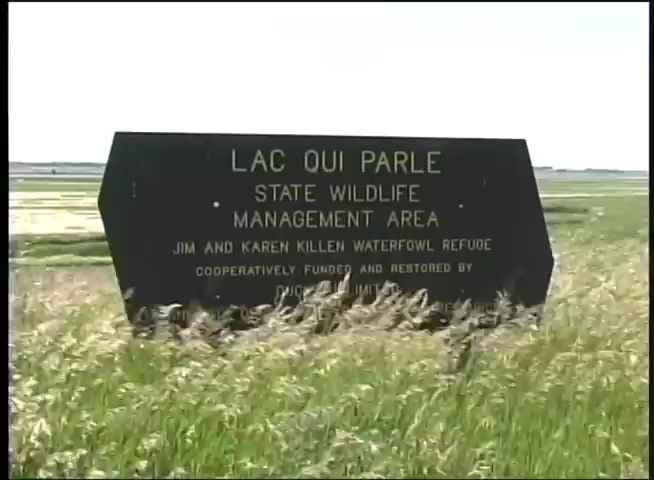 LAC QUI PARLE
STATE WILDLIFE
MANAGEMENT AREA
JIM AND KAREN KILLEN WATERFOWL REFUGE
COOPERATIVELY FUNDED AND RESTORED BY